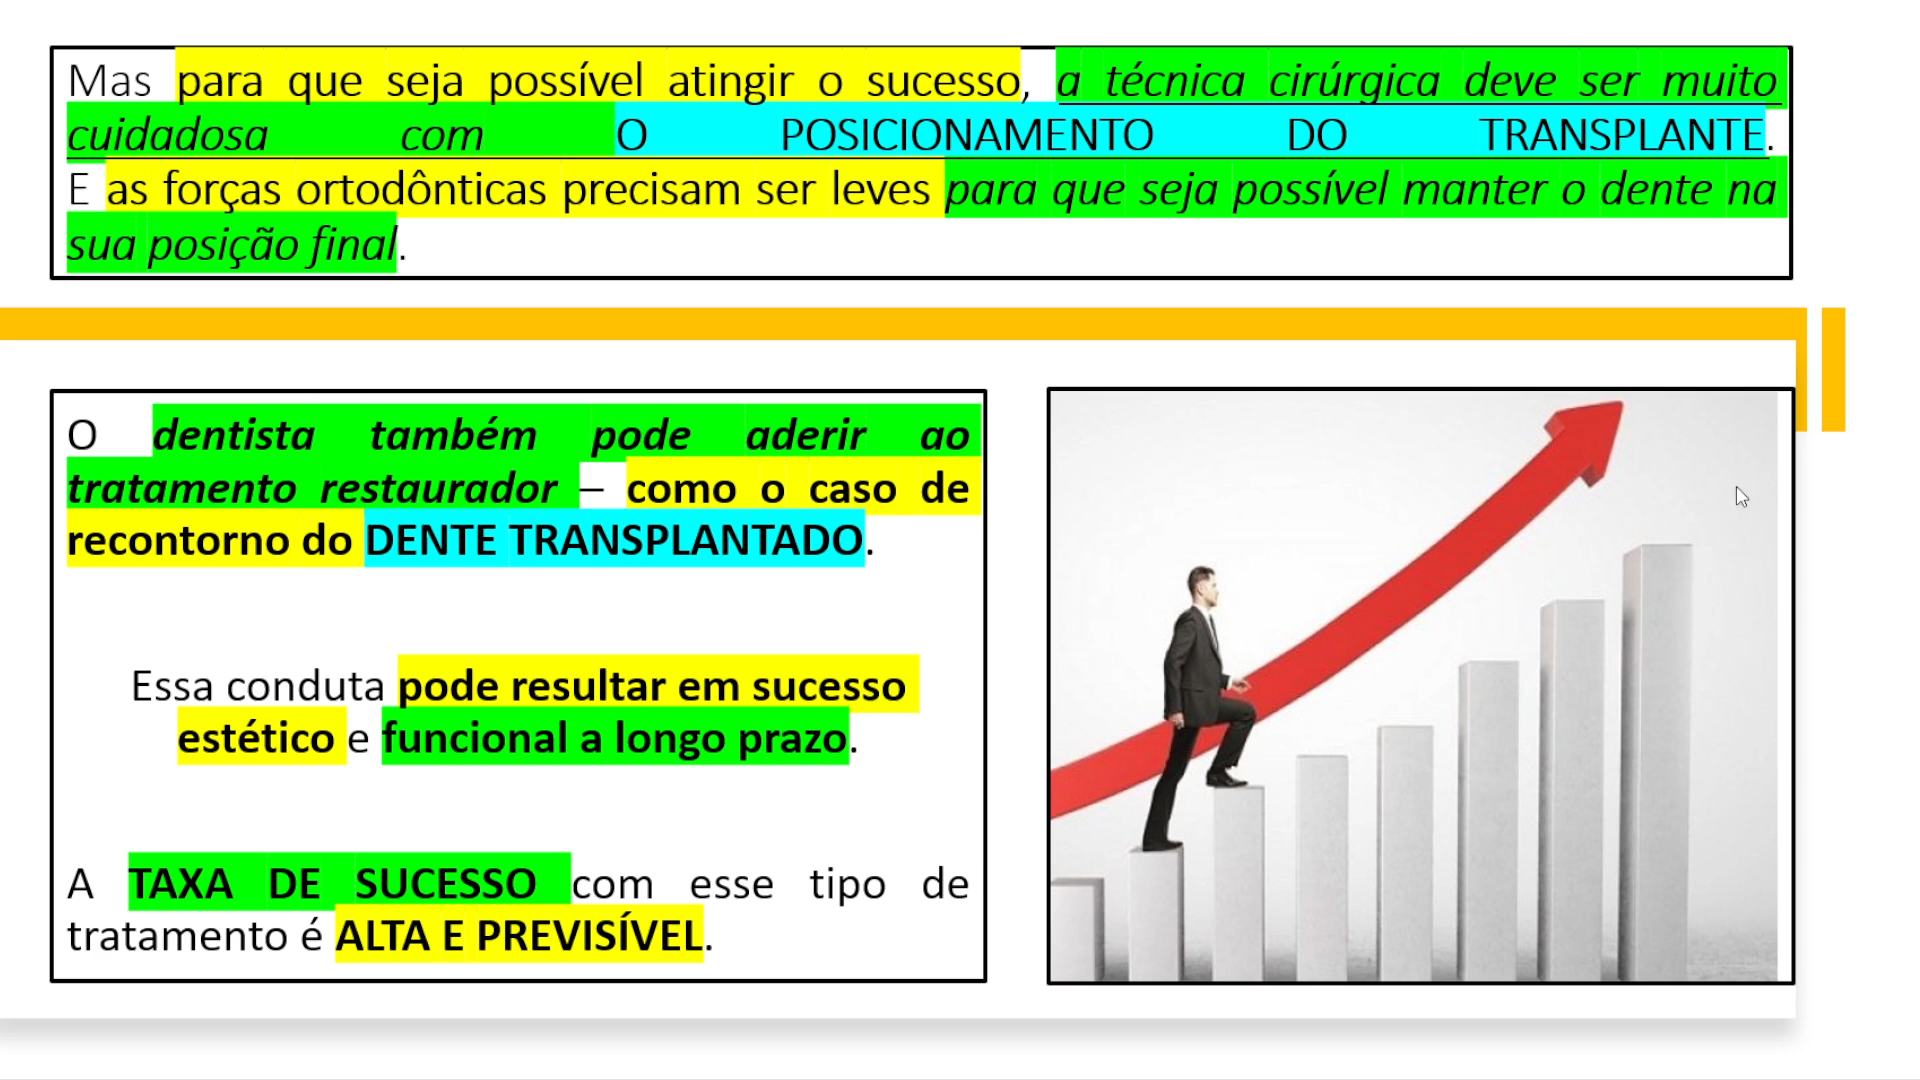 Mas para que seja possível atingir o sucesso, a técnica cirúrgica deve ser muito
cuidadosa com O POSICIONAMENTO DO TRANSPLANTE.
E as forças ortodônticas precisam ser leves para que seja possível manter o dente na
sua posição final.
O dentista também pode aderir ao
tratamento restaurador – como o caso de
recontorno do DENTE TRANSPLANTADO.
Essa conduta pode resultar em sucesso
estético e funcional a longo prazo.
A TAXA DE SUCESSO com esse tipo de
tratamento é ALTA E PREVISÍVEL.